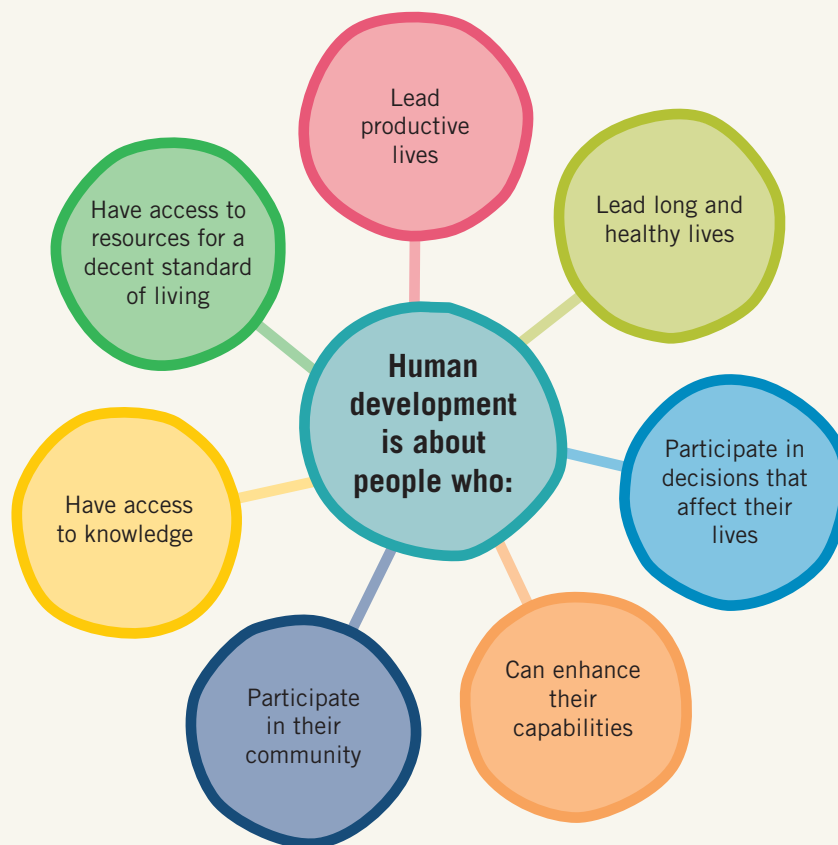 Human
development
is about
people who:
Lead
productive
lives
Lead long and
healthy lives
Participate in
decisions that
affect their
lives
Can enhance
their
capabilities
Participate
in their
community
Have access
to knowledge
Have access to
resources for a
decent standard
of living